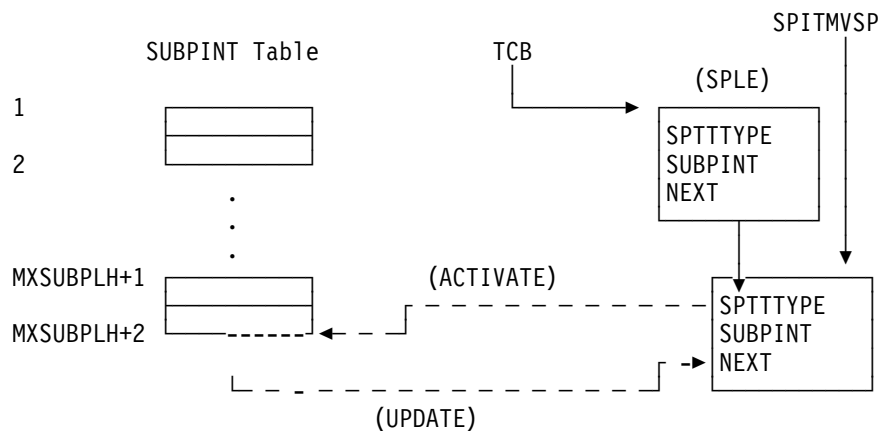 SPITMVSP
SUBPINT Table
TCB
(SPLE)
1
2
SPTTTYPE
SUBPINT
NEXT
MXSUBPLH+1
(ACTIVATE)
MXSUBPLH+2
SPTTTYPE
SUBPINT
NEXT
(UPDATE)